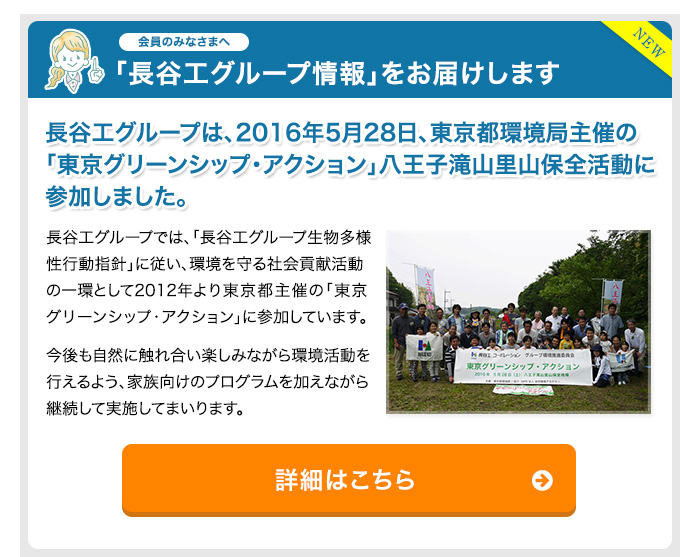 会員のみなさまへ
「長谷工グループ情報」をお届けします
NEW
長谷工グループは、2016年5月28日、東京都環境局主催の
「東京グリーンシップ・アクション」八王子滝山里山保全活動に
参加しました。
長谷工グループでは、「長谷工グループ生物多様
性行動指針」に従い、環境を守る社会貢献活動
の一環として2012年より東京都主催の「東京
グリーンシップ・アクション」に参加しています。
今後も自然に触れ合い楽しみながら環境活動を
行えるよう、家族向けのプログラムを加えながら
継続して実施してまいります。
八王子
長谷工 コーポレーション グループ環境推進委員会
東京グリーンシップ・アクション
2016年 5月28日(土) 八王子滝山里山保全地域
詳細はこちら